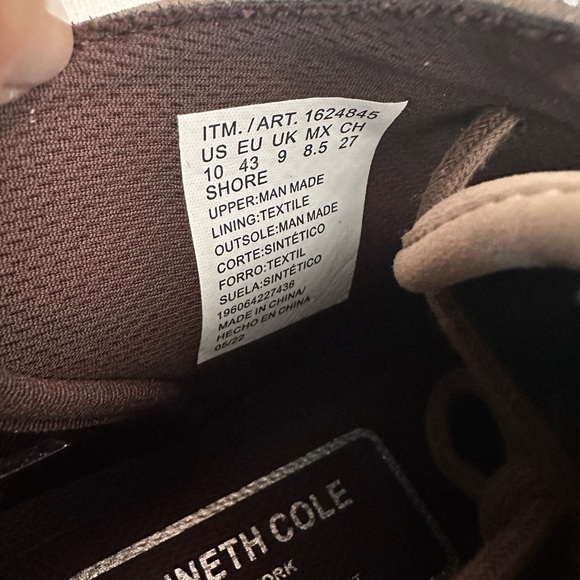 ITM. /ART. 1624845
US EU UK MX CH
10 43 9 8.5 27
SHORE
UPPER:MAN MADE
LINING:TEXTILE
OUTSOLE:MAN MADE
CORTE:SINTÉTICO
FORRO:TEXTIL
SUELA:SINTÉTICO
196064227436
MADE IN CHINA/
HECHO EN CHINA
05/22
NNETH COLE
ORK